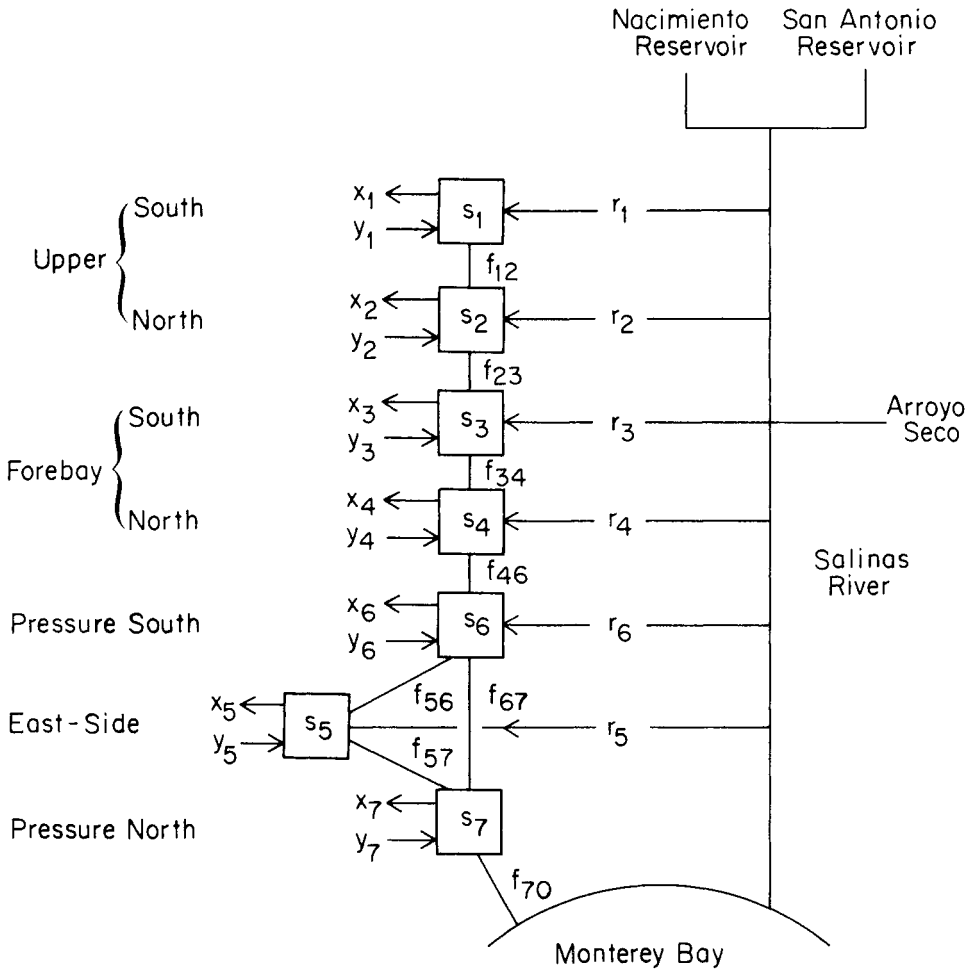 Nacimiento Reservoir
San Antonio Reservoir
Upper
South
x₁
y₁
s₁
r₁
f₁₂
North
x₂
y₂
s₂
r₂
f₂₃
Forebay
South
x₃
y₃
s₃
r₃
Arroyo Seco
f₃₄
North
x₄
y₄
s₄
r₄
Salinas River
f₄₆
Pressure South
x₆
y₆
s₆
r₆
f₅₆
f₆₇
East-Side
x₅
y₅
s₅
r₅
f₅₇
Pressure North
x₇
y₇
s₇
f₇₀
Monterey Bay